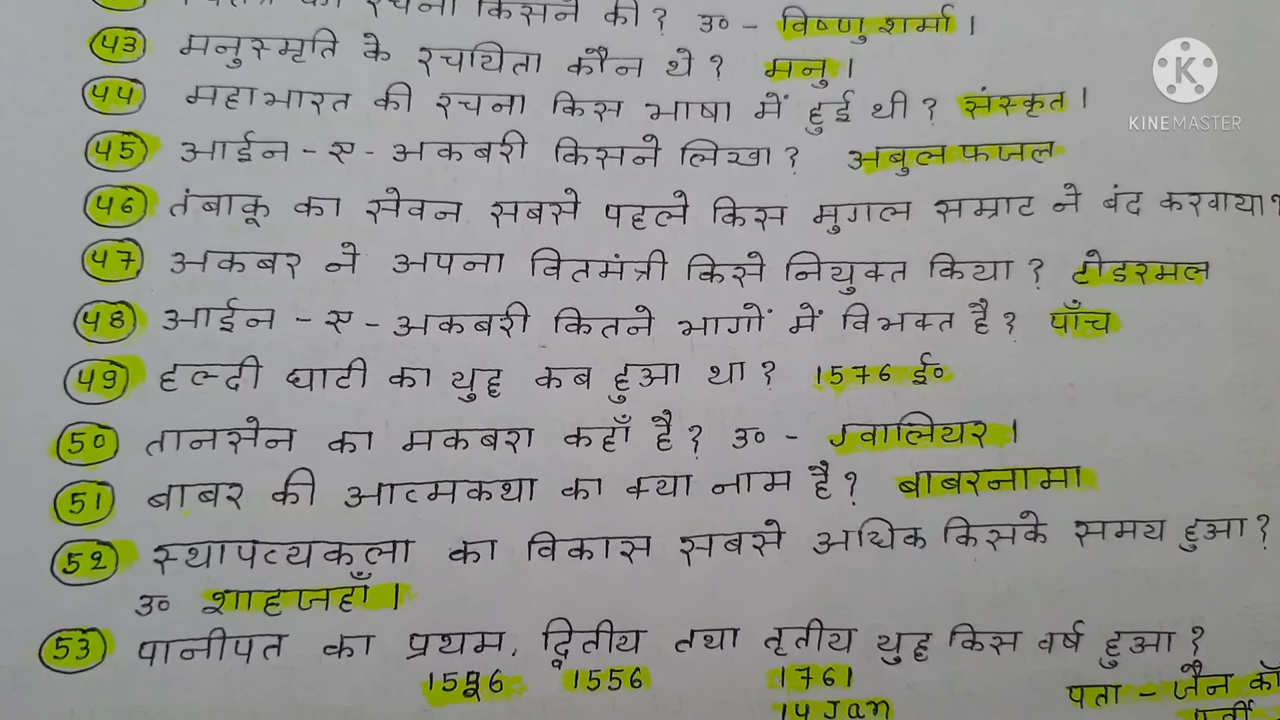 रचना किसने की? उ० - विष्णु शर्मा।
43 मनुस्मृति के रचयिता कौन थे? मनु।
44 महाभारत की रचना किस भाषा में हुई थी? संस्कृत।
45 आईन-ए-अकबरी किसने लिखा? अबुल फजल
46 तंबाकू का सेवन सबसे पहले किस मुगल सम्राट ने बंद करवाया?
47 अकबर ने अपना वितमंत्री किसे नियुक्त किया? टोडरमल
48 आईन-ए-अकबरी कितने भागों में विभक्त है? पाँच
49 हल्दी घाटी का युद्ध कब हुआ था? 1576 ई०
50 तानसेन का मकबरा कहाँ है? उ० - ग्वालियर।
51 बाबर की आत्मकथा का क्या नाम है? बाबरनामा
52 स्थापत्यकला का विकास सबसे अधिक किसके समय हुआ?
उ० शाहजहाँ।
53 पानीपत का प्रथम, द्वितीय तथा तृतीय युद्ध किस वर्ष हुआ?
1526 1556 1761
14 Jan
पता - जैन
KINEMASTER